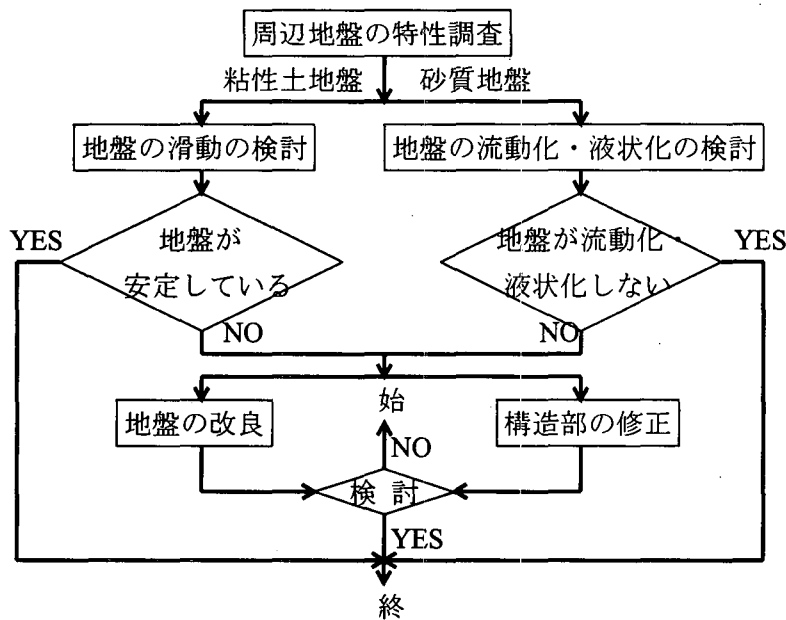 周辺地盤の特性調査
粘性土地盤
砂質地盤
地盤の滑動の検討
地盤の流動化・液状化の検討
YES
地盤が
安定している
地盤が流動化・
液状化しない
YES
NO
NO
始
地盤の改良
構造部の修正
NO
検 討
YES
終